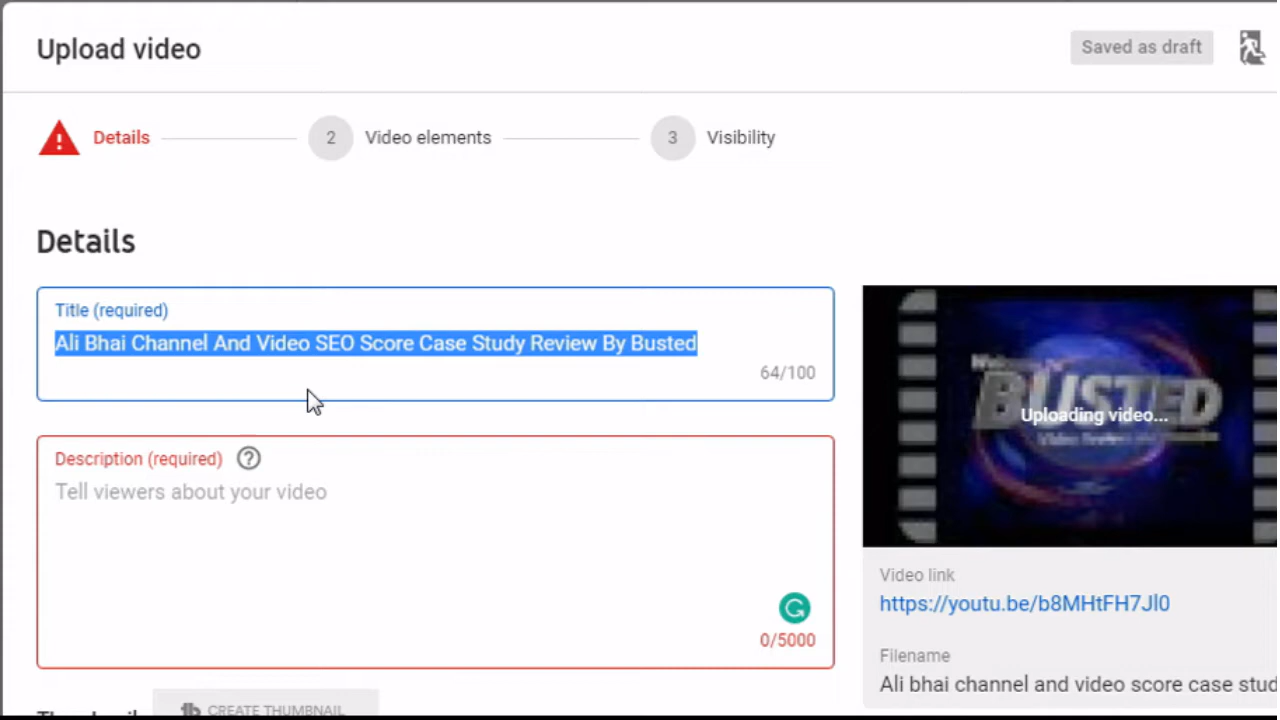 Upload video
Saved as draft
Details
2
Video elements
3
Visibility
Details
Title (required)
Ali Bhai Channel And Video SEO Score Case Study Review By Busted
64/100
Description (required)
?
Tell viewers about your video
0/5000
BUSTED
Uploading video...
Video link
https://youtu.be/b8MHtFH7Jl0
Filename
Ali bhai channel and video score case stud
CREATE THUMBNAIL